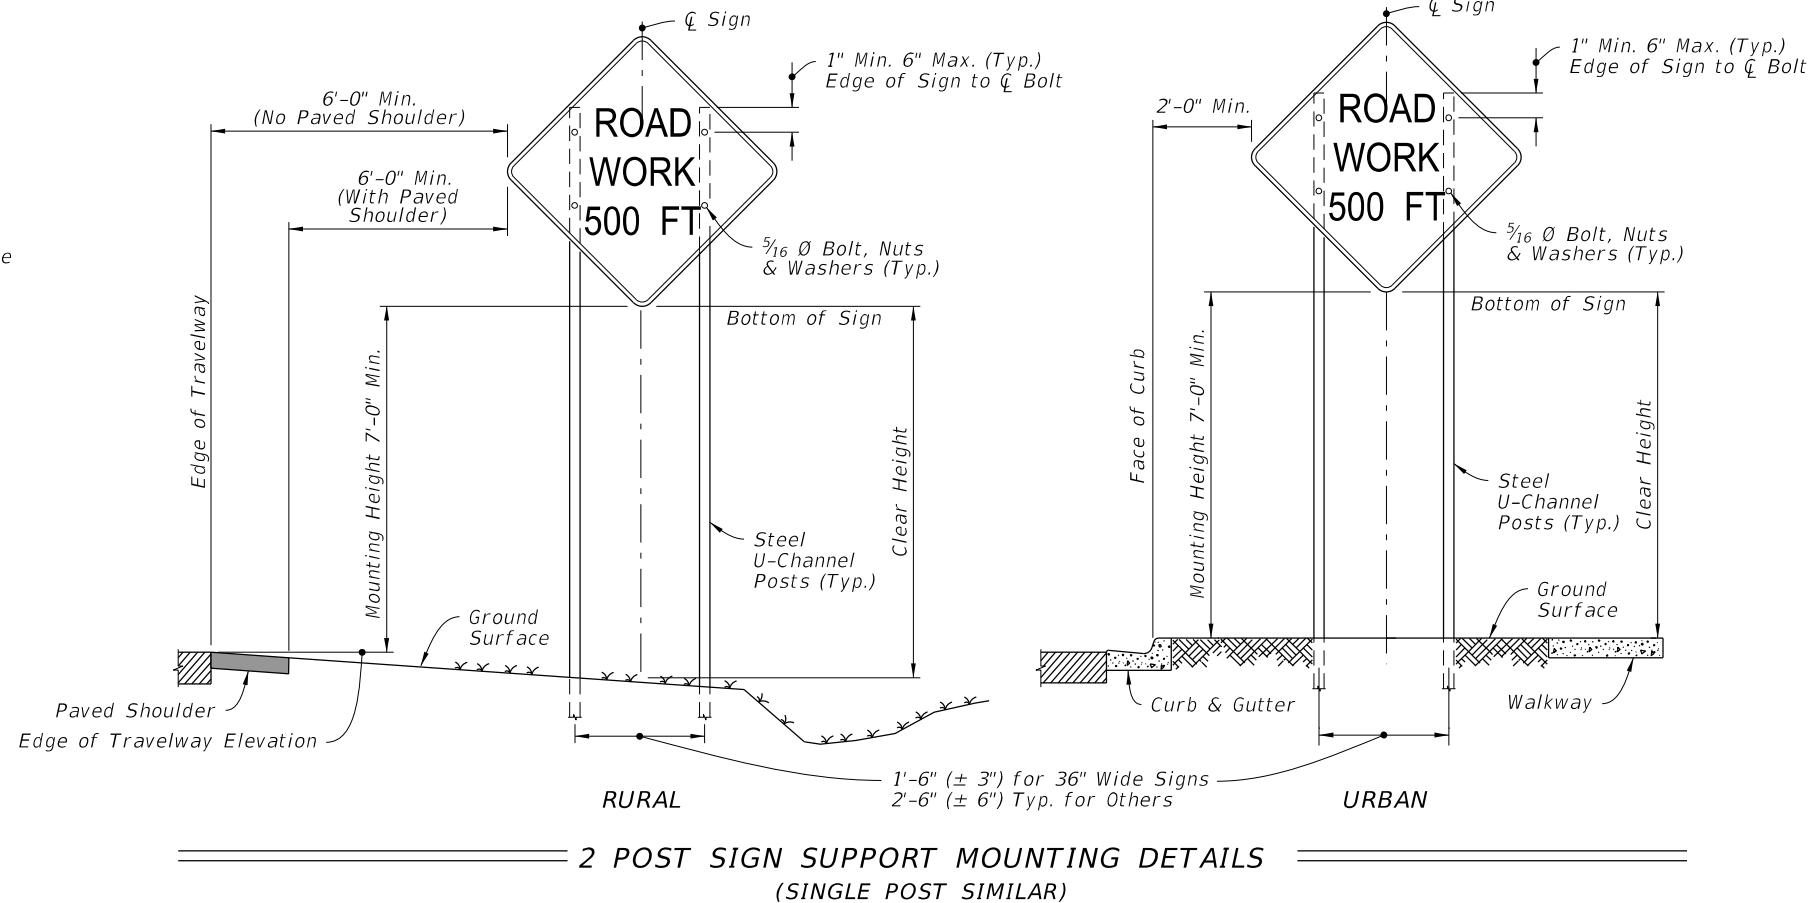 e
℄ Sign
1" Min. 6" Max. (Typ.)
Edge of Sign to ℄ Bolt
6'-0" Min.
(No Paved Shoulder)
6'-0" Min.
(With Paved
Shoulder)
ROAD
WORK
500 FT
5/16 Ø Bolt, Nuts
& Washers (Typ.)
Bottom of Sign
Edge of Travelway
Mounting Height 7'-0" Min.
Clear Height
Steel
U-Channel
Posts (Typ.)
Ground
Surface
Paved Shoulder
Edge of Travelway Elevation
RURAL
℄ Sign
1" Min. 6" Max. (Typ.)
Edge of Sign to ℄ Bolt
2'-0" Min.
ROAD
WORK
500 FT
5/16 Ø Bolt, Nuts
& Washers (Typ.)
Bottom of Sign
Face of Curb
Mounting Height 7'-0" Min.
Clear Height
Steel
U-Channel
Posts (Typ.)
Ground
Surface
Curb & Gutter
Walkway
1'-6" (± 3") for 36" Wide Signs
2'-6" (± 6") Typ. for Others
URBAN
2 POST SIGN SUPPORT MOUNTING DETAILS
(SINGLE POST SIMILAR)